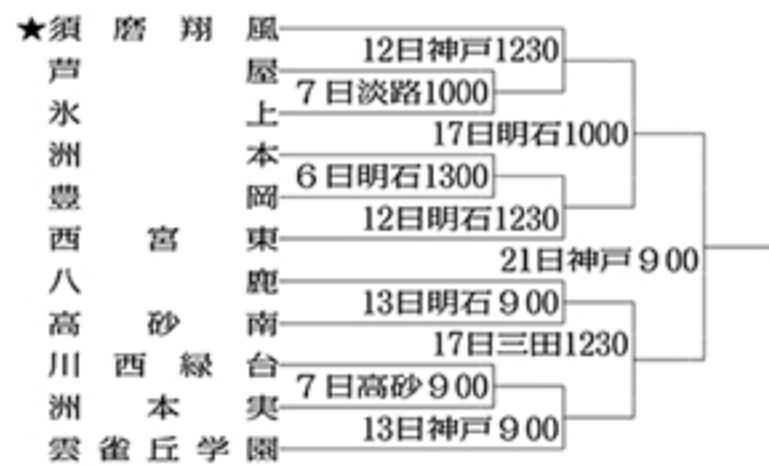 ★須磨翔風
12日神戸1230
芦屋
7日淡路1000
氷上
17日明石1000
洲本
6日明石1300
豊岡
12日明石1230
西宮東
21日神戸900
八鹿
13日明石900
高砂南
17日三田1230
川西緑台
7日高砂900
洲本実
13日神戸900
雲雀丘学園